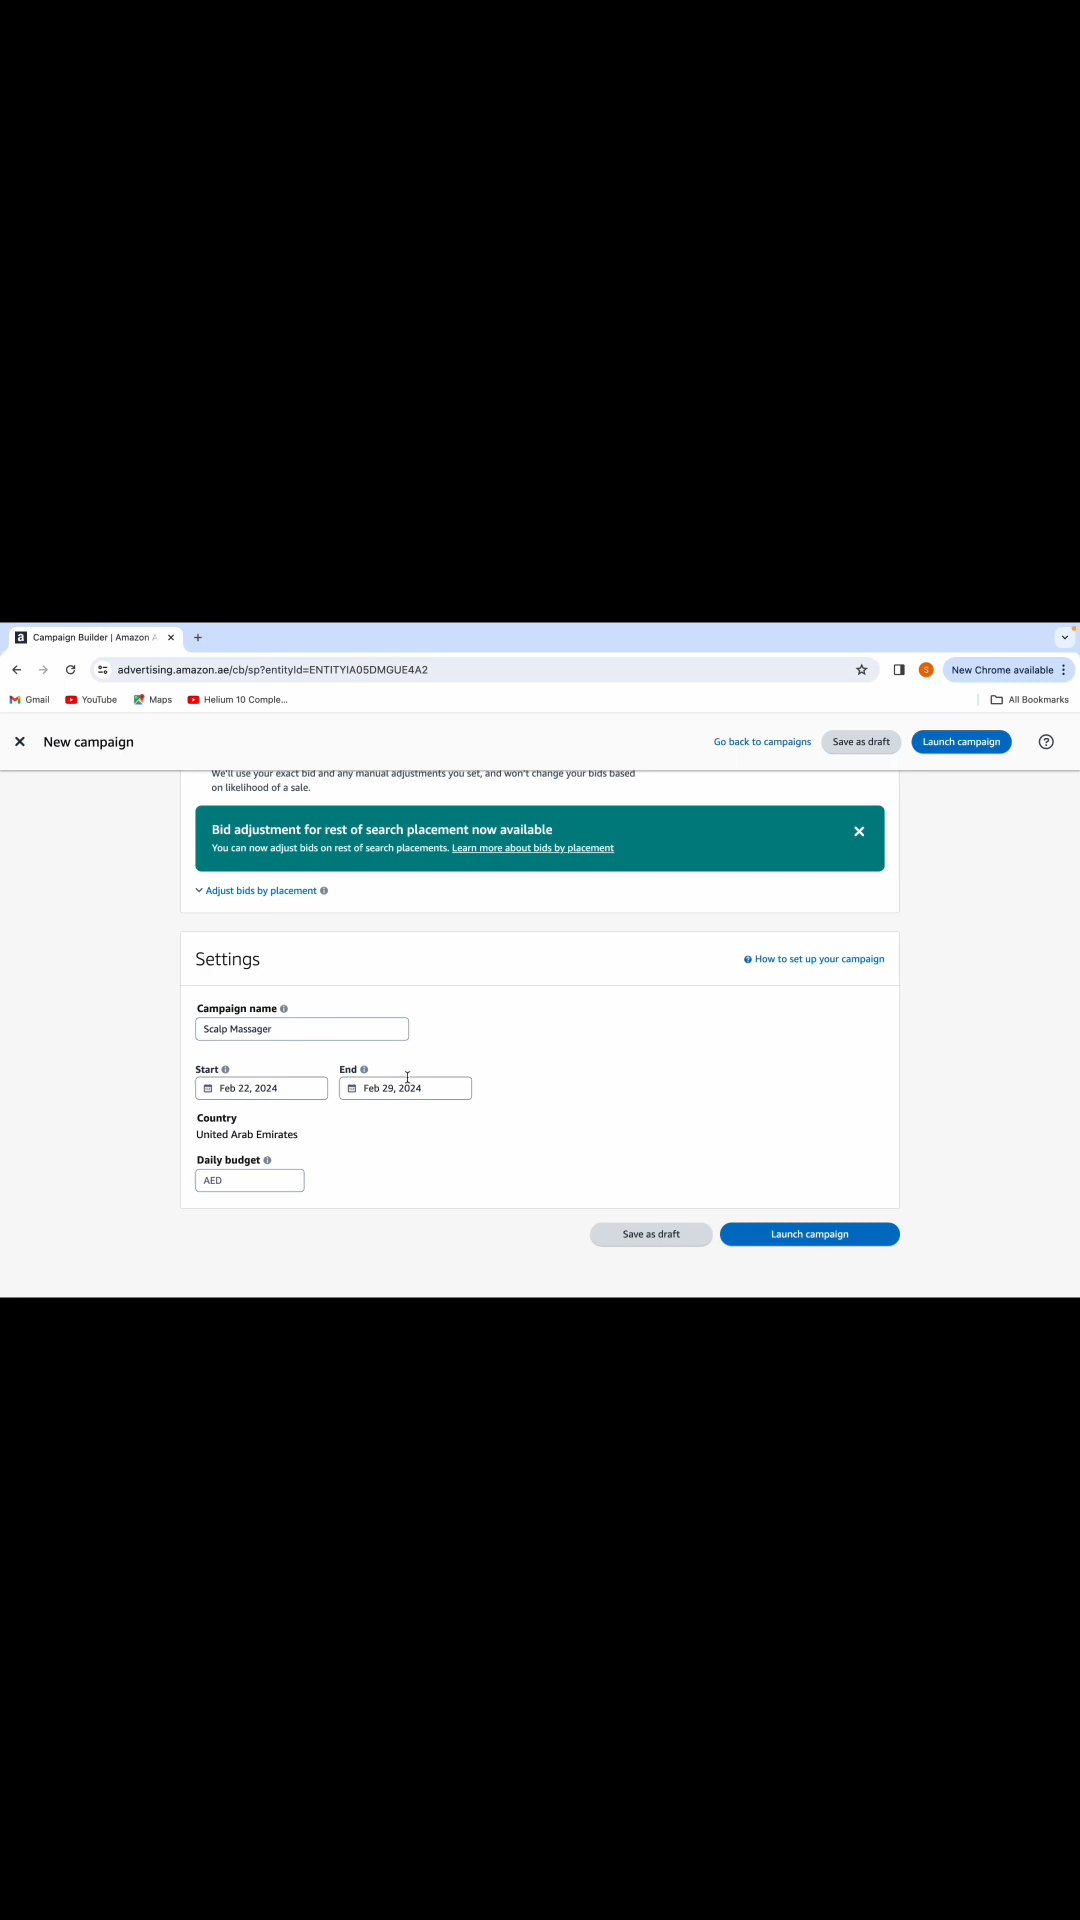 Campaign Builder | Amazon A
advertising.amazon.ae/cb/sp?entityId=ENTITYIA05DMGUE4A2
S
New Chrome available
Gmail
YouTube
Maps
Helium 10 Comple...
All Bookmarks
New campaign
Go back to campaigns
Save as draft
Launch campaign
We'll use your exact bid and any manual adjustments you set, and won't change your bids based
on likelihood of a sale.
Bid adjustment for rest of search placement now available
You can now adjust bids on rest of search placements. Learn more about bids by placement
Adjust bids by placement
Settings
How to set up your campaign
Campaign name
Scalp Massager
Start
End
Feb 22, 2024
Feb 29, 2024
Country
United Arab Emirates
Daily budget
AED
Save as draft
Launch campaign